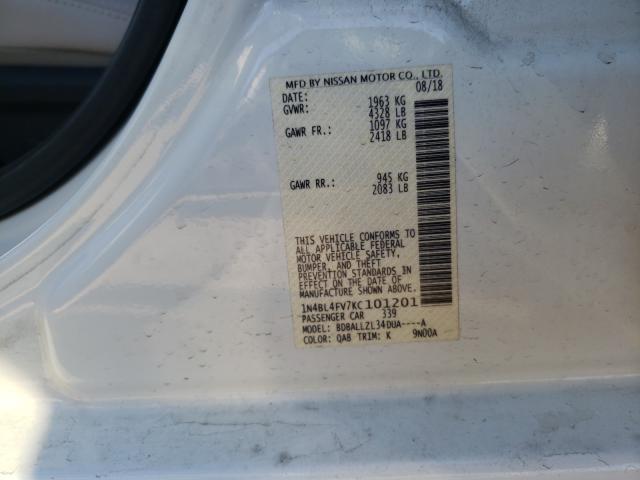 MFD BY NISSAN MOTOR CO., LTD.
DATE: 08/18
GVWR: 1963 KG
4328 LB
GAWR FR.: 1097 KG
2418 LB
GAWR RR.: 945 KG
2083 LB
THIS VEHICLE CONFORMS TO
ALL APPLICABLE FEDERAL
MOTOR VEHICLE SAFETY,
BUMPER, AND THEFT
PREVENTION STANDARDS IN
EFFECT ON THE DATE OF
MANUFACTURE SHOWN ABOVE.
1N4BL4FV7KC101201
PASSENGER CAR 339
MODEL: BDBALLZL34DUA----A
COLOR: QAB TRIM: K 9N00A